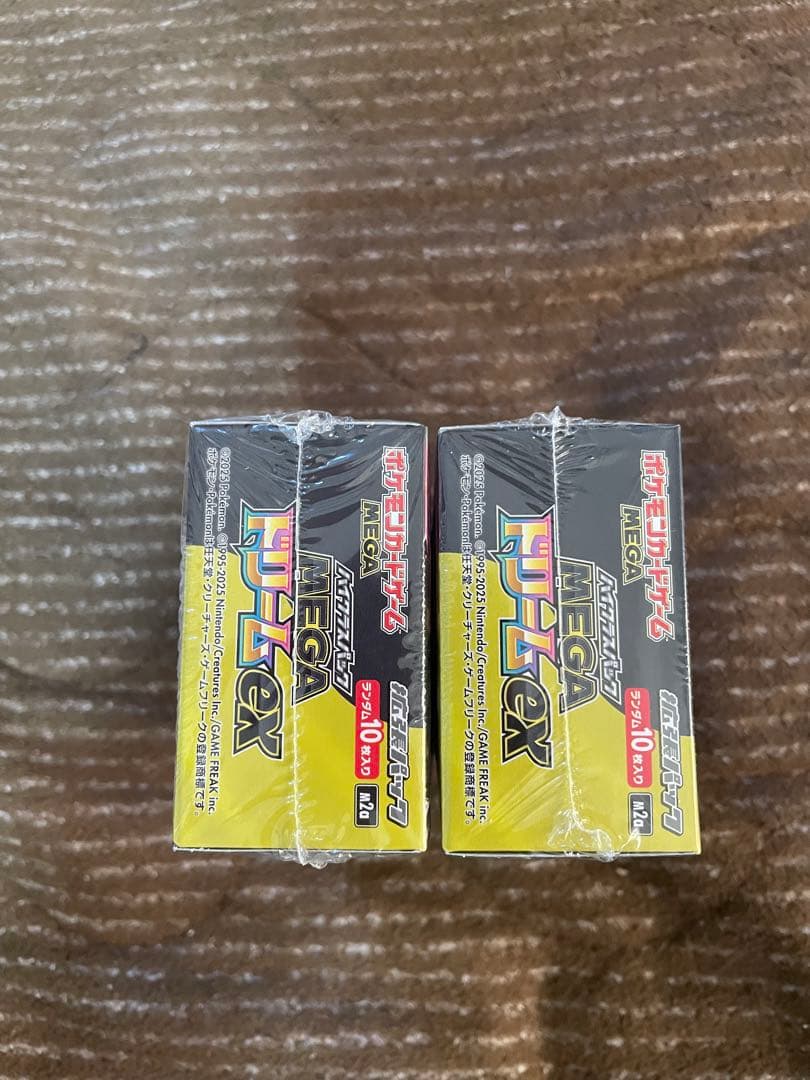 ポケモンカードゲーム
MEGA
拡張パック
ハイクラスパック
MEGA
ドリームex
ランダム10枚入り
M2a
©2025 Pokémon. ©1995-2025 Nintendo/Creatures Inc./GAME FREAK inc.
ポケモン・Pokémonは任天堂・クリーチャーズ・ゲームフリークの登録商標です。
ポケモンカードゲーム
MEGA
拡張パック
ハイクラスパック
MEGA
ドリームex
ランダム10枚入り
M2a
©2025 Pokémon. ©1995-2025 Nintendo/Creatures Inc./GAME FREAK inc.
ポケモン・Pokémonは任天堂・クリーチャーズ・ゲームフリークの登録商標です。